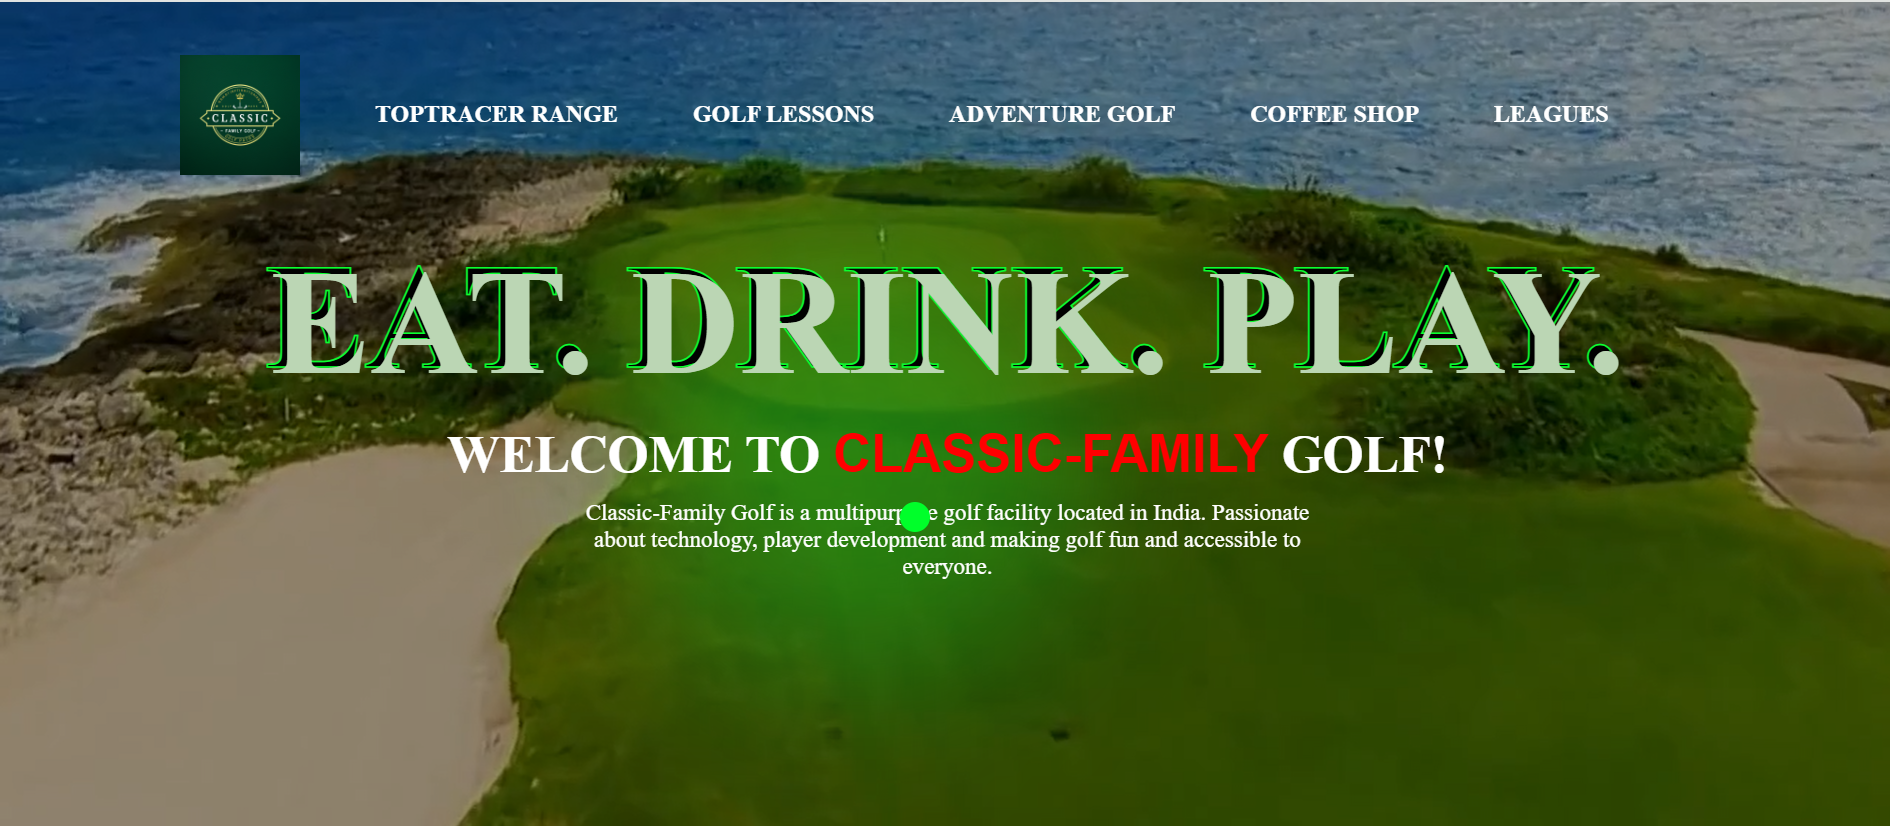 CLASSIC
FAMILY GOLF
TOPTRACER RANGE
GOLF LESSONS
ADVENTURE GOLF
COFFEE SHOP
LEAGUES
EAT. DRINK. PLAY.
WELCOME TO CLASSIC-FAMILY GOLF!
Classic-Family Golf is a multipurpose golf facility located in India. Passionate
about technology, player development and making golf fun and accessible to
everyone.